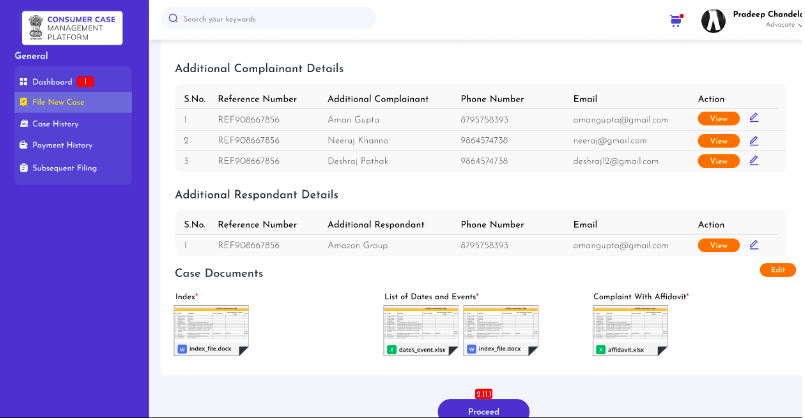 CONSUMER CASE
MANAGEMENT
PLATFORM
Search your keywords
Pradeep Chandela
Advocate
General
Dashboard 1
File New Case
Case History
Payment History
Subsequent Filing
Additional Complainant Details
S.No. Reference Number Additional Complainant Phone Number Email Action
1 REF908667856 Aman Gupta 8795758393 amangupta@gmail.com View
2 REF908667856 Neeraj Khanna 9864574738 neeraj@gmail.com View
3 REF908667856 Deshraj Pathak 9864574738 deshraj12@gmail.com View
Additional Respondant Details
S.No. Reference Number Additional Respondant Phone Number Email Action
1 REF908667856 Amazon Group 8795758393 amangupta@gmail.com View
Case Documents Edit
Index* List of Dates and Events* Complaint With Affidavit*
index_file.docx dates_event.xlsx index_file.docx affidavit.xlsx
2.11.1
Proceed